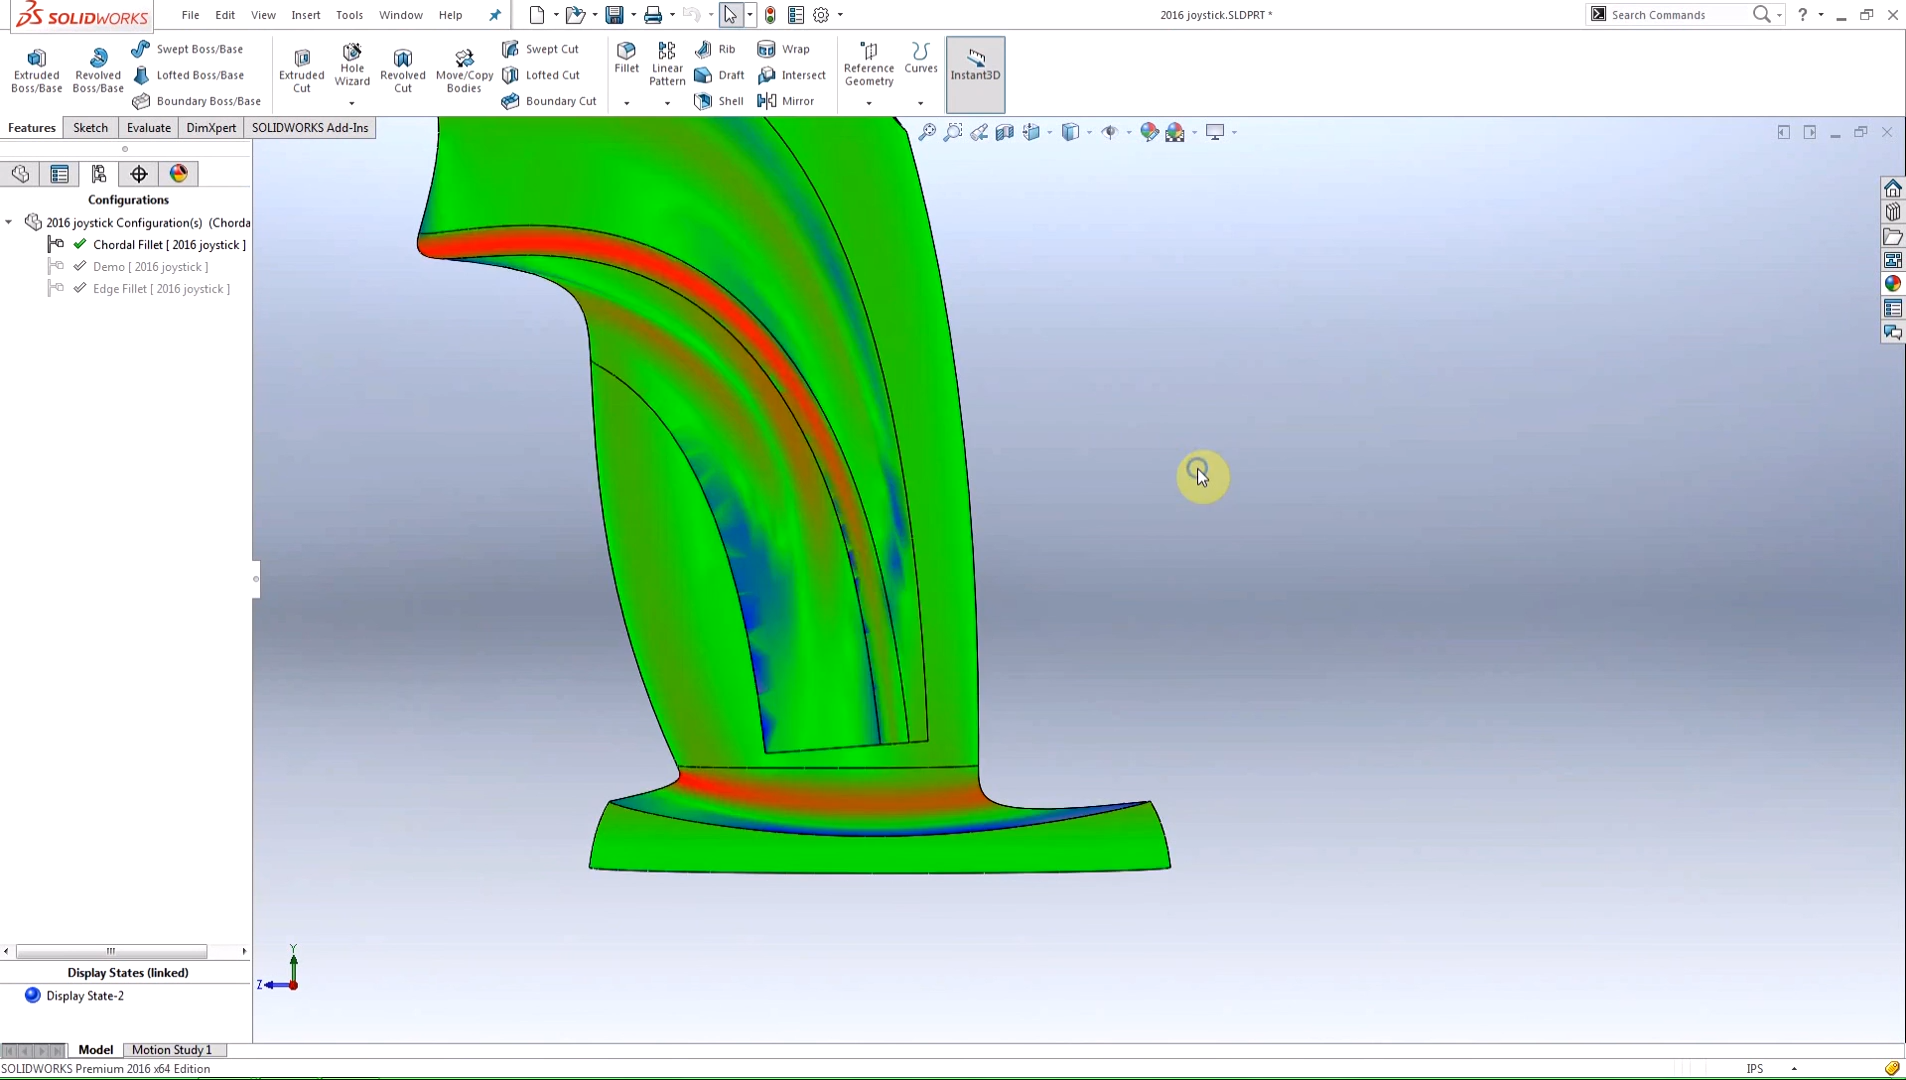 SOLIDWORKS File Edit View Insert Tools Window Help 2016 joystick.SLDPRT * Search Commands ?
Extruded Boss/Base
Revolved Boss/Base
Swept Boss/Base
Lofted Boss/Base
Boundary Boss/Base
Extruded Cut
Hole Wizard
Revolved Cut
Move/Copy Bodies
Swept Cut
Lofted Cut
Boundary Cut
Fillet
Linear Pattern
Rib
Draft
Shell
Wrap
Intersect
Mirror
Reference Geometry
Curves
Instant3D
Features Sketch Evaluate DimXpert SOLIDWORKS Add-Ins
Configurations
2016 joystick Configuration(s) (Chorda
Chordal Fillet [ 2016 joystick ]
Demo [ 2016 joystick ]
Edge Fillet [ 2016 joystick ]
Display States (linked)
Display State-2
Y
Z
Model Motion Study 1
SOLIDWORKS Premium 2016 x64 Edition IPS